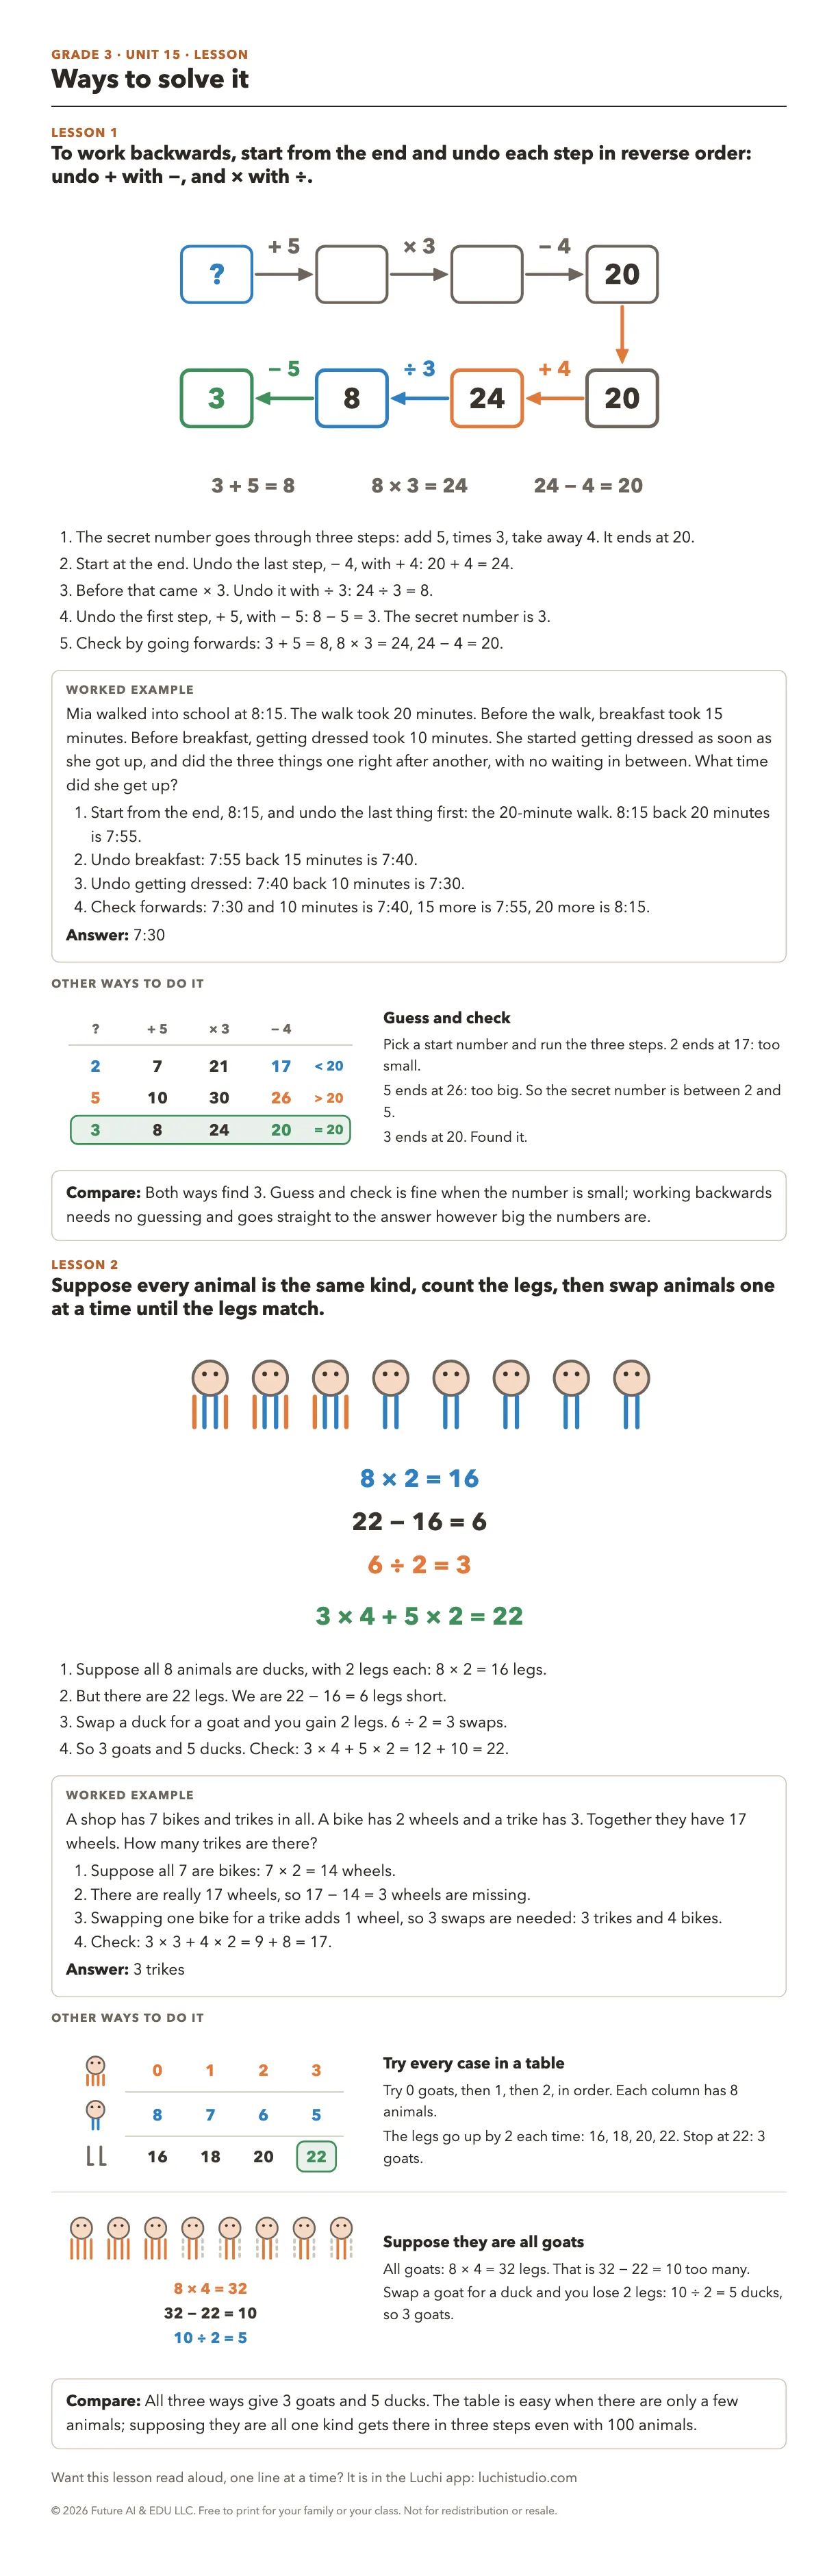 GRADE 3 · UNIT 15 · LESSON
Ways to solve it
LESSON 1
To work backwards, start from the end and undo each step in reverse order:
undo + with −, and × with ÷.
+ 5 × 3 − 4
? 20
− 5 ÷ 3 + 4
3 8 24 20
3 + 5 = 8 8 × 3 = 24 24 − 4 = 20
1. The secret number goes through three steps: add 5, times 3, take away 4. It ends at 20.
2. Start at the end. Undo the last step, − 4, with + 4: 20 + 4 = 24.
3. Before that came × 3. Undo it with ÷ 3: 24 ÷ 3 = 8.
4. Undo the first step, + 5, with − 5: 8 − 5 = 3. The secret number is 3.
5. Check by going forwards: 3 + 5 = 8, 8 × 3 = 24, 24 − 4 = 20.
WORKED EXAMPLE
Mia walked into school at 8:15. The walk took 20 minutes. Before the walk, breakfast took 15
minutes. Before breakfast, getting dressed took 10 minutes. She started getting dressed as soon as
she got up, and did the three things one right after another, with no waiting in between. What time
did she get up?
1. Start from the end, 8:15, and undo the last thing first: the 20-minute walk. 8:15 back 20 minutes
is 7:55.
2. Undo breakfast: 7:55 back 15 minutes is 7:40.
3. Undo getting dressed: 7:40 back 10 minutes is 7:30.
4. Check forwards: 7:30 and 10 minutes is 7:40, 15 more is 7:55, 20 more is 8:15.
Answer: 7:30
OTHER WAYS TO DO IT
? + 5 × 3 − 4
2 7 21 17 < 20
5 10 30 26 > 20
3 8 24 20 = 20
Guess and check
Pick a start number and run the three steps. 2 ends at 17: too
small.
5 ends at 26: too big. So the secret number is between 2 and
5.
3 ends at 20. Found it.
Compare: Both ways find 3. Guess and check is fine when the number is small; working backwards
needs no guessing and goes straight to the answer however big the numbers are.
LESSON 2
Suppose every animal is the same kind, count the legs, then swap animals one
at a time until the legs match.
8 × 2 = 16
22 − 16 = 6
6 ÷ 2 = 3
3 × 4 + 5 × 2 = 22
1. Suppose all 8 animals are ducks, with 2 legs each: 8 × 2 = 16 legs.
2. But there are 22 legs. We are 22 − 16 = 6 legs short.
3. Swap a duck for a goat and you gain 2 legs. 6 ÷ 2 = 3 swaps.
4. So 3 goats and 5 ducks. Check: 3 × 4 + 5 × 2 = 12 + 10 = 22.
WORKED EXAMPLE
A shop has 7 bikes and trikes in all. A bike has 2 wheels and a trike has 3. Together they have 17
wheels. How many trikes are there?
1. Suppose all 7 are bikes: 7 × 2 = 14 wheels.
2. There are really 17 wheels, so 17 − 14 = 3 wheels are missing.
3. Swapping one bike for a trike adds 1 wheel, so 3 swaps are needed: 3 trikes and 4 bikes.
4. Check: 3 × 3 + 4 × 2 = 9 + 8 = 17.
Answer: 3 trikes
OTHER WAYS TO DO IT
0 1 2 3
8 7 6 5
16 18 20 22
Try every case in a table
Try 0 goats, then 1, then 2, in order. Each column has 8
animals.
The legs go up by 2 each time: 16, 18, 20, 22. Stop at 22: 3
goats.
8 × 4 = 32
32 − 22 = 10
10 ÷ 2 = 5
Suppose they are all goats
All goats: 8 × 4 = 32 legs. That is 32 − 22 = 10 too many.
Swap a goat for a duck and you lose 2 legs: 10 ÷ 2 = 5 ducks,
so 3 goats.
Compare: All three ways give 3 goats and 5 ducks. The table is easy when there are only a few
animals; supposing they are all one kind gets there in three steps even with 100 animals.
Want this lesson read aloud, one line at a time? It is in the Luchi app: luchistudio.com
© 2026 Future AI & EDU LLC. Free to print for your family or your class. Not for redistribution or resale.